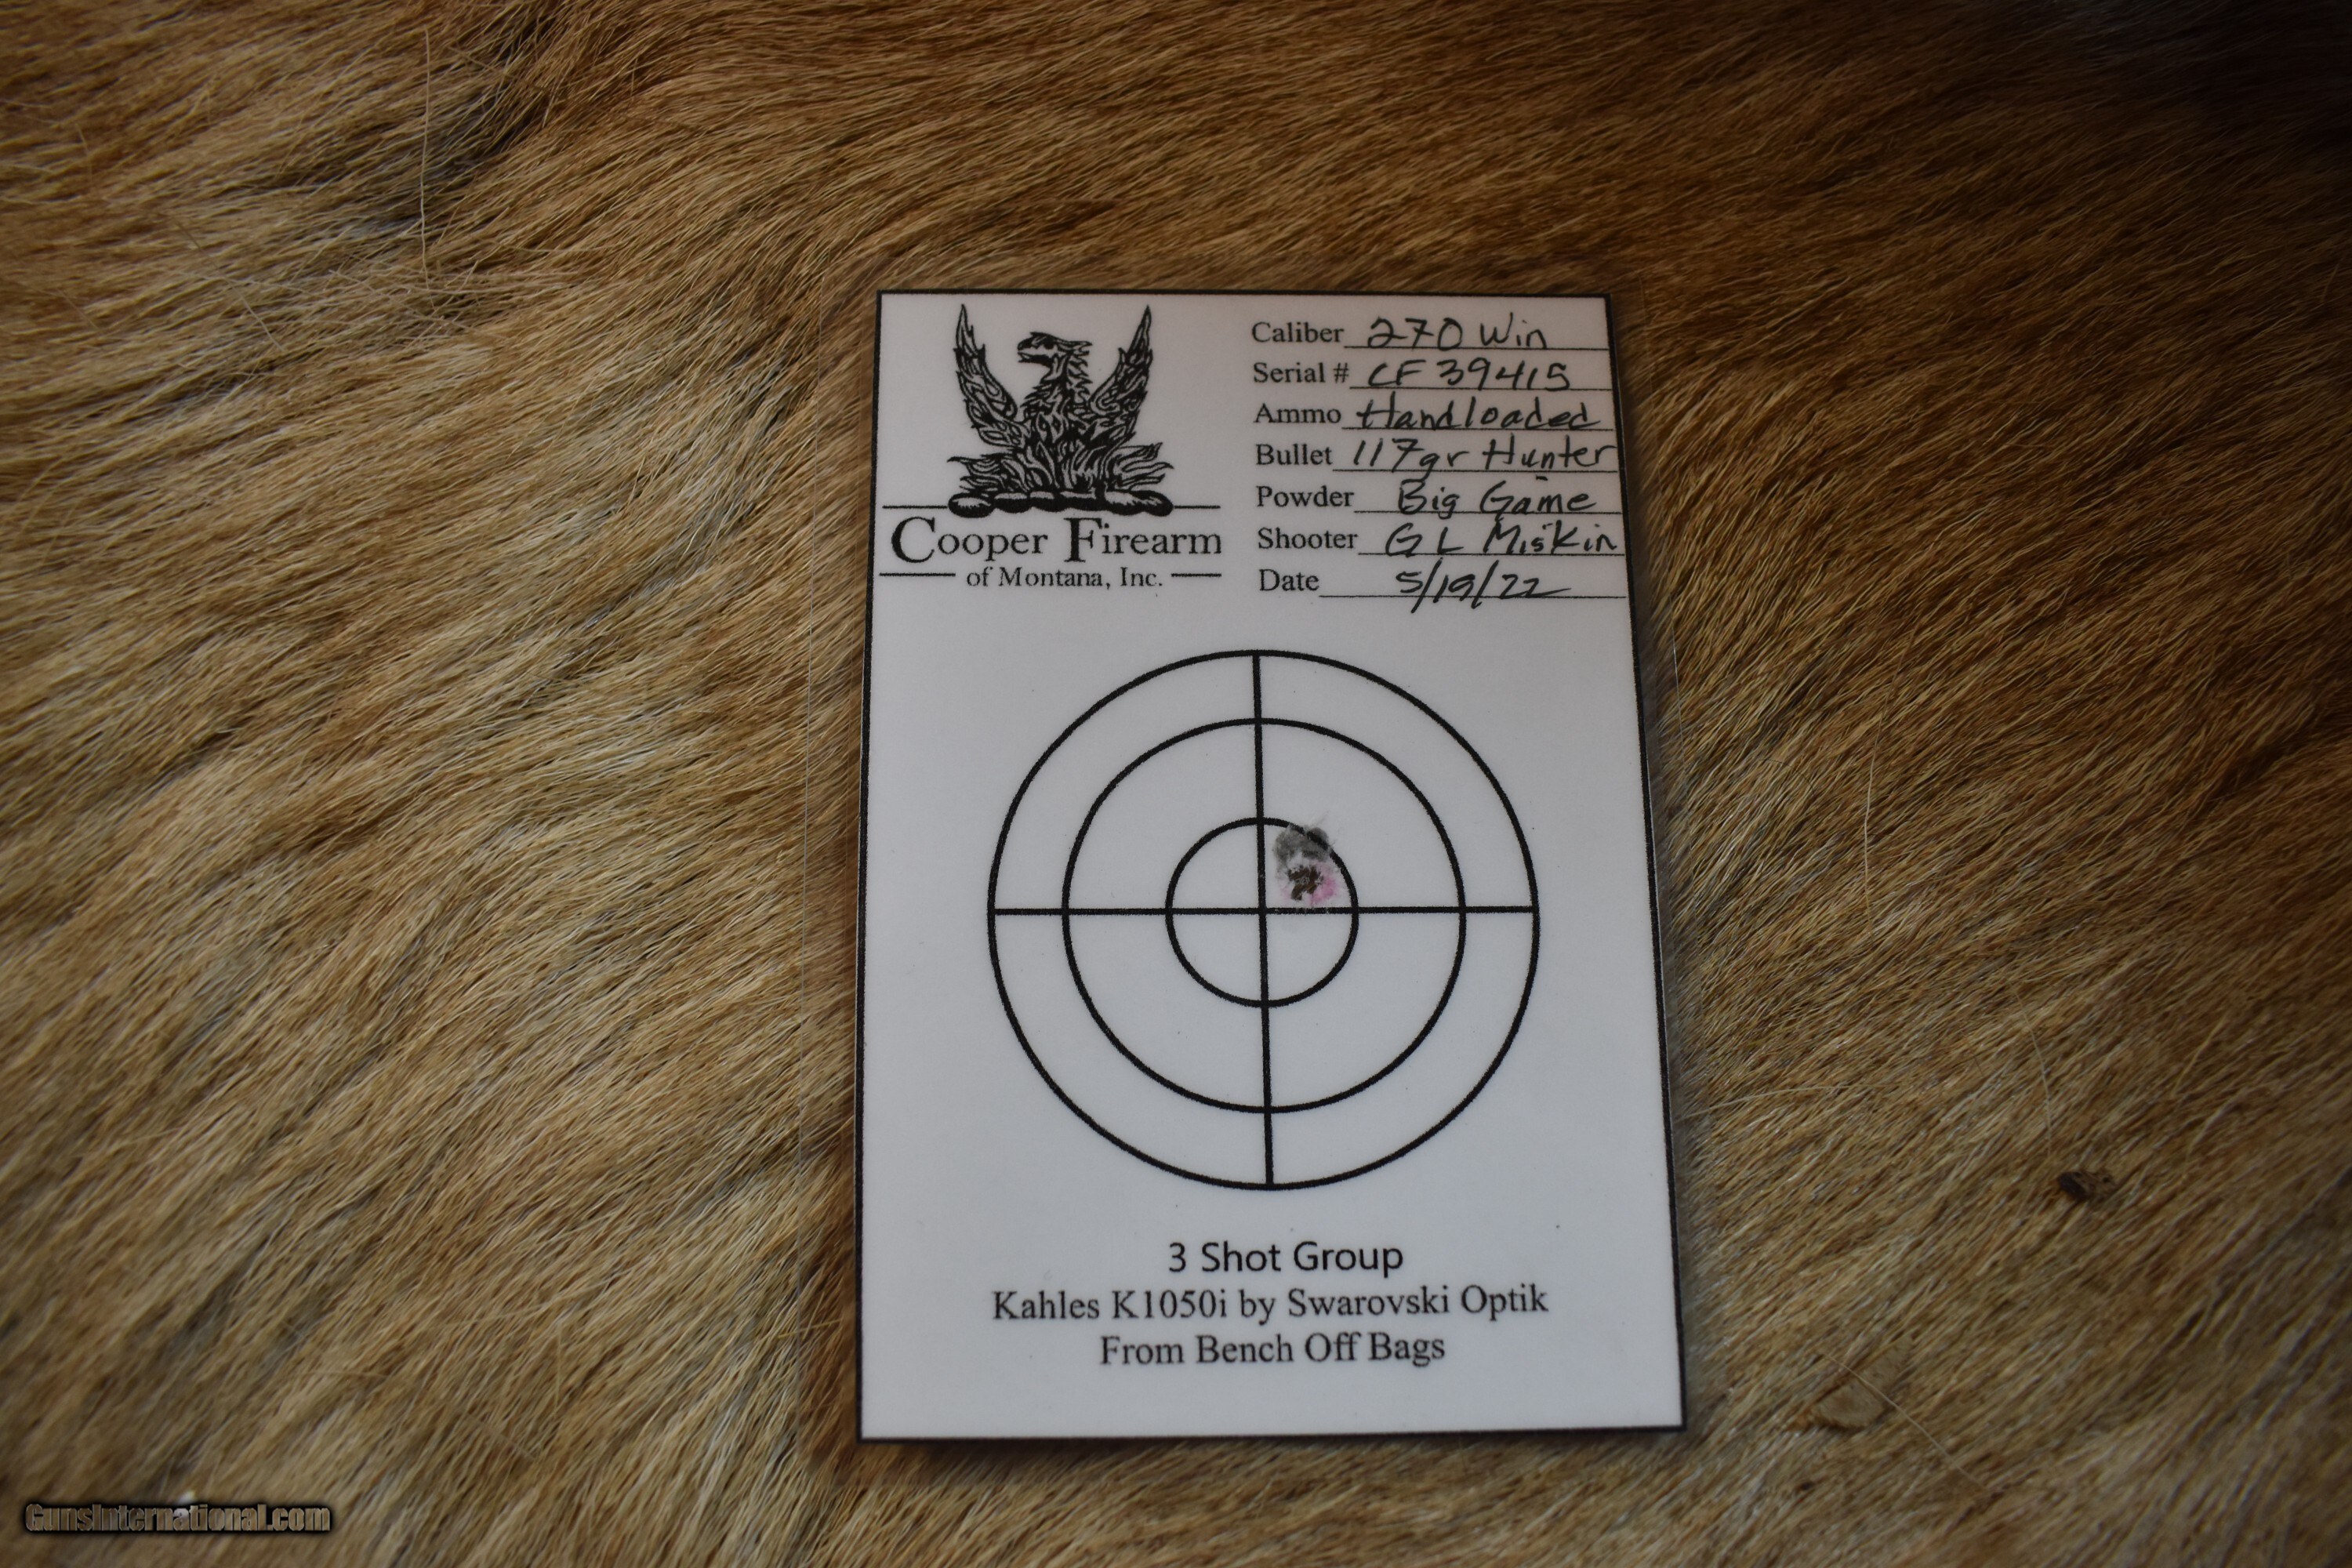 Cooper Firearm
of Montana, Inc.
Caliber 270 Win
Serial # CF 39415
Ammo Handloaded
Bullet 117gr Hunter
Powder Big Game
Shooter G L Miskin
Date 5/19/22
3 Shot Group
Kahles K1050i by Swarovski Optik
From Bench Off Bags
GunsInternational.com